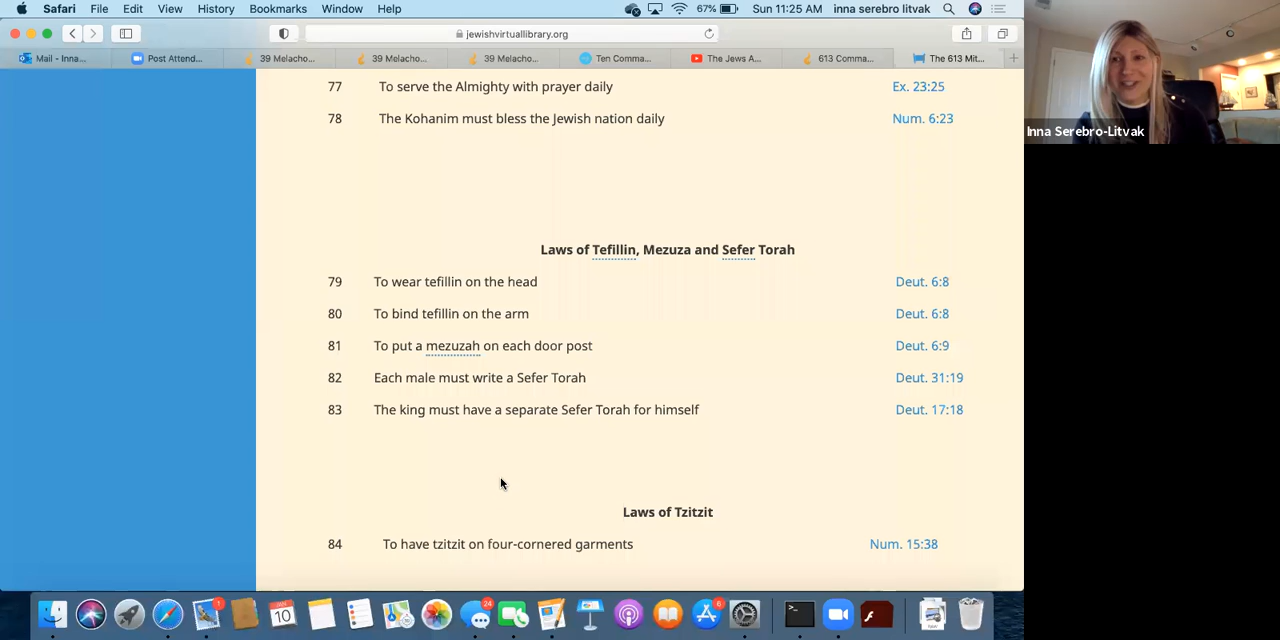 Safari File Edit View History Bookmarks Window Help 67% Sun 11:25 AM inna serebro litvak
jewishvirtuallibrary.org
Mail - Inna... Post Attend... 39 Melacho... 39 Melacho... 39 Melacho... Ten Comma... The Jews A... 613 Comma... The 613 Mit...
77 To serve the Almighty with prayer daily Ex. 23:25
78 The Kohanim must bless the Jewish nation daily Num. 6:23
Inna Serebro-Litvak
Laws of Tefillin, Mezuza and Sefer Torah
79 To wear tefillin on the head Deut. 6:8
80 To bind tefillin on the arm Deut. 6:8
81 To put a mezuzah on each door post Deut. 6:9
82 Each male must write a Sefer Torah Deut. 31:19
83 The king must have a separate Sefer Torah for himself Deut. 17:18
Laws of Tzitzit
84 To have tzitzit on four-cornered garments Num. 15:38
1 10 24 6